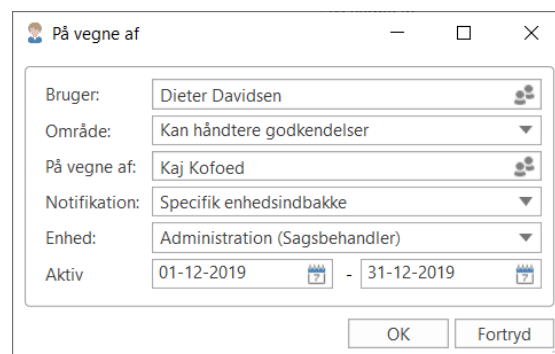 På vegne af
Bruger: Dieter Davidsen
Område: Kan håndtere godkendelser
På vegne af: Kaj Kofoed
Notifikation: Specifik enhedsindbakke
Enhed: Administration (Sagsbehandler)
Aktiv 01-12-2019 - 31-12-2019
OK Fortryd